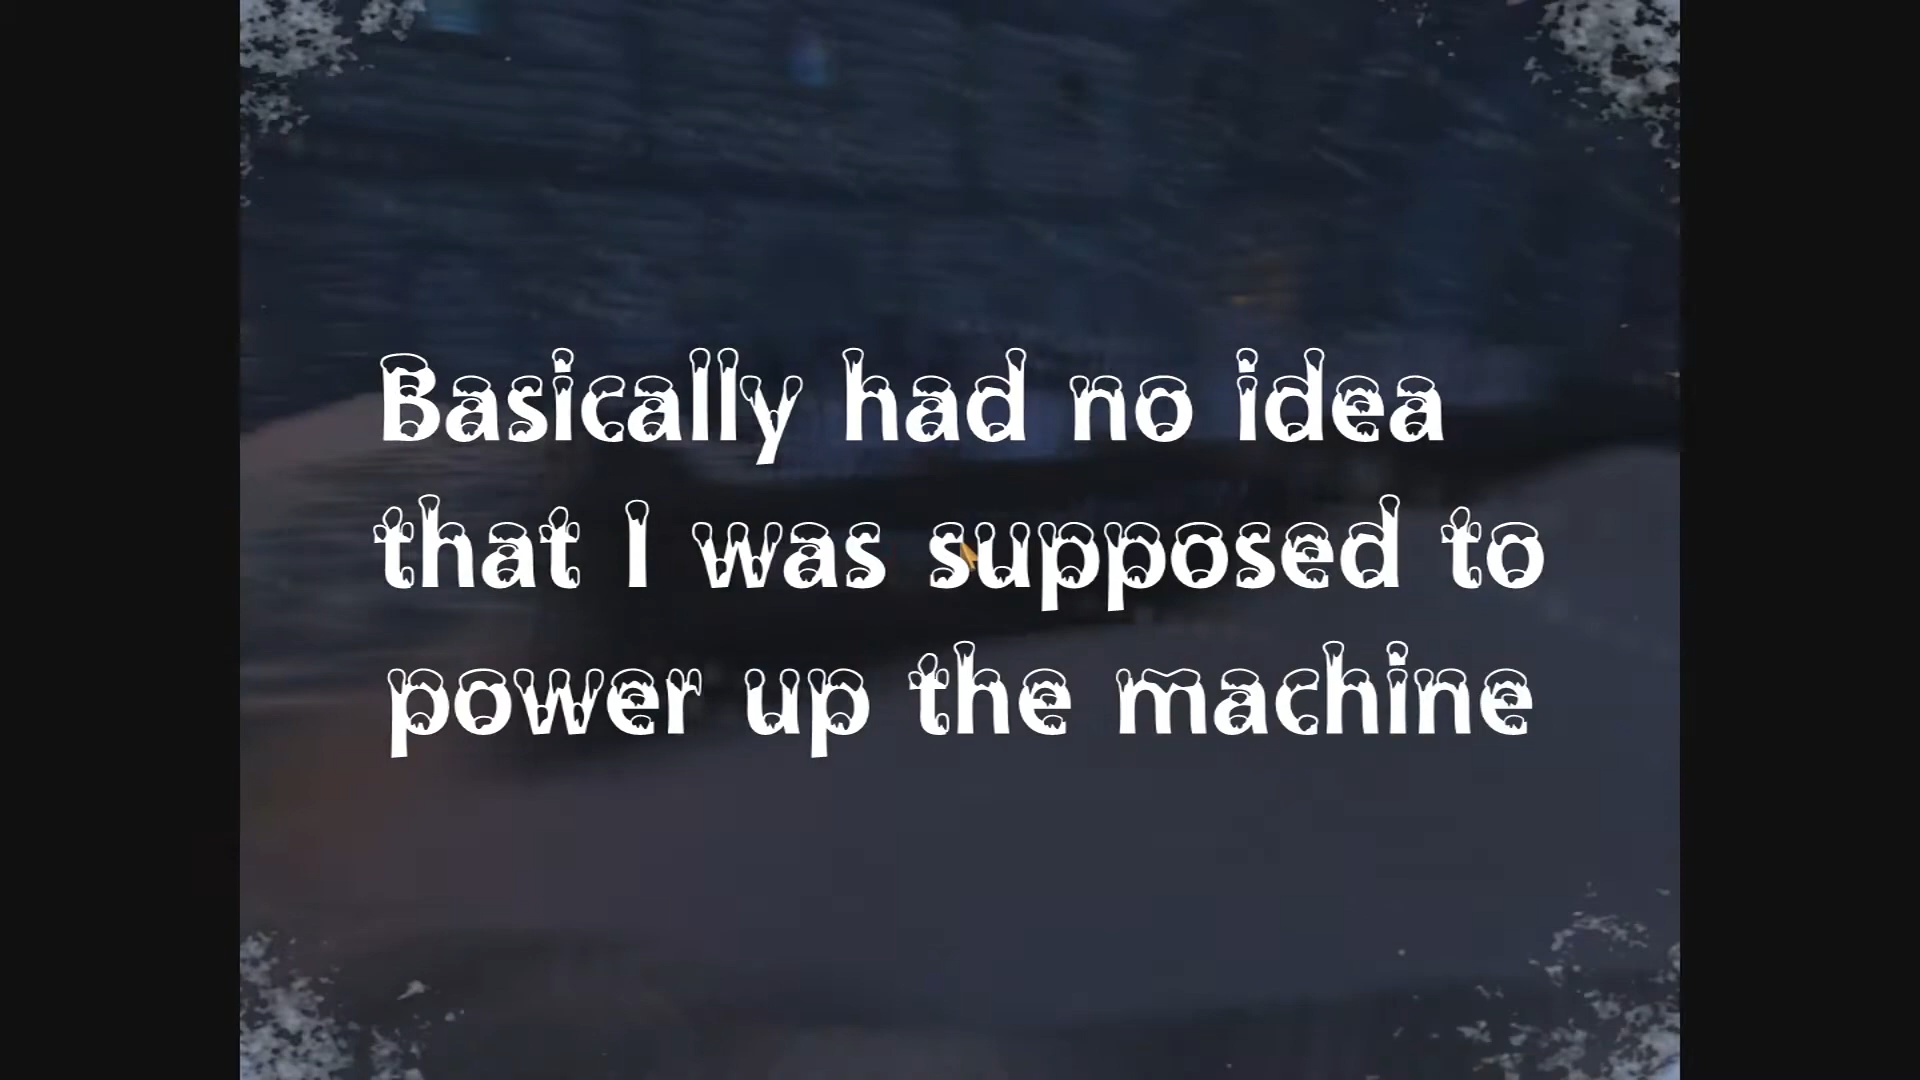 Basically had no idea
that I was supposed to
power up the machine